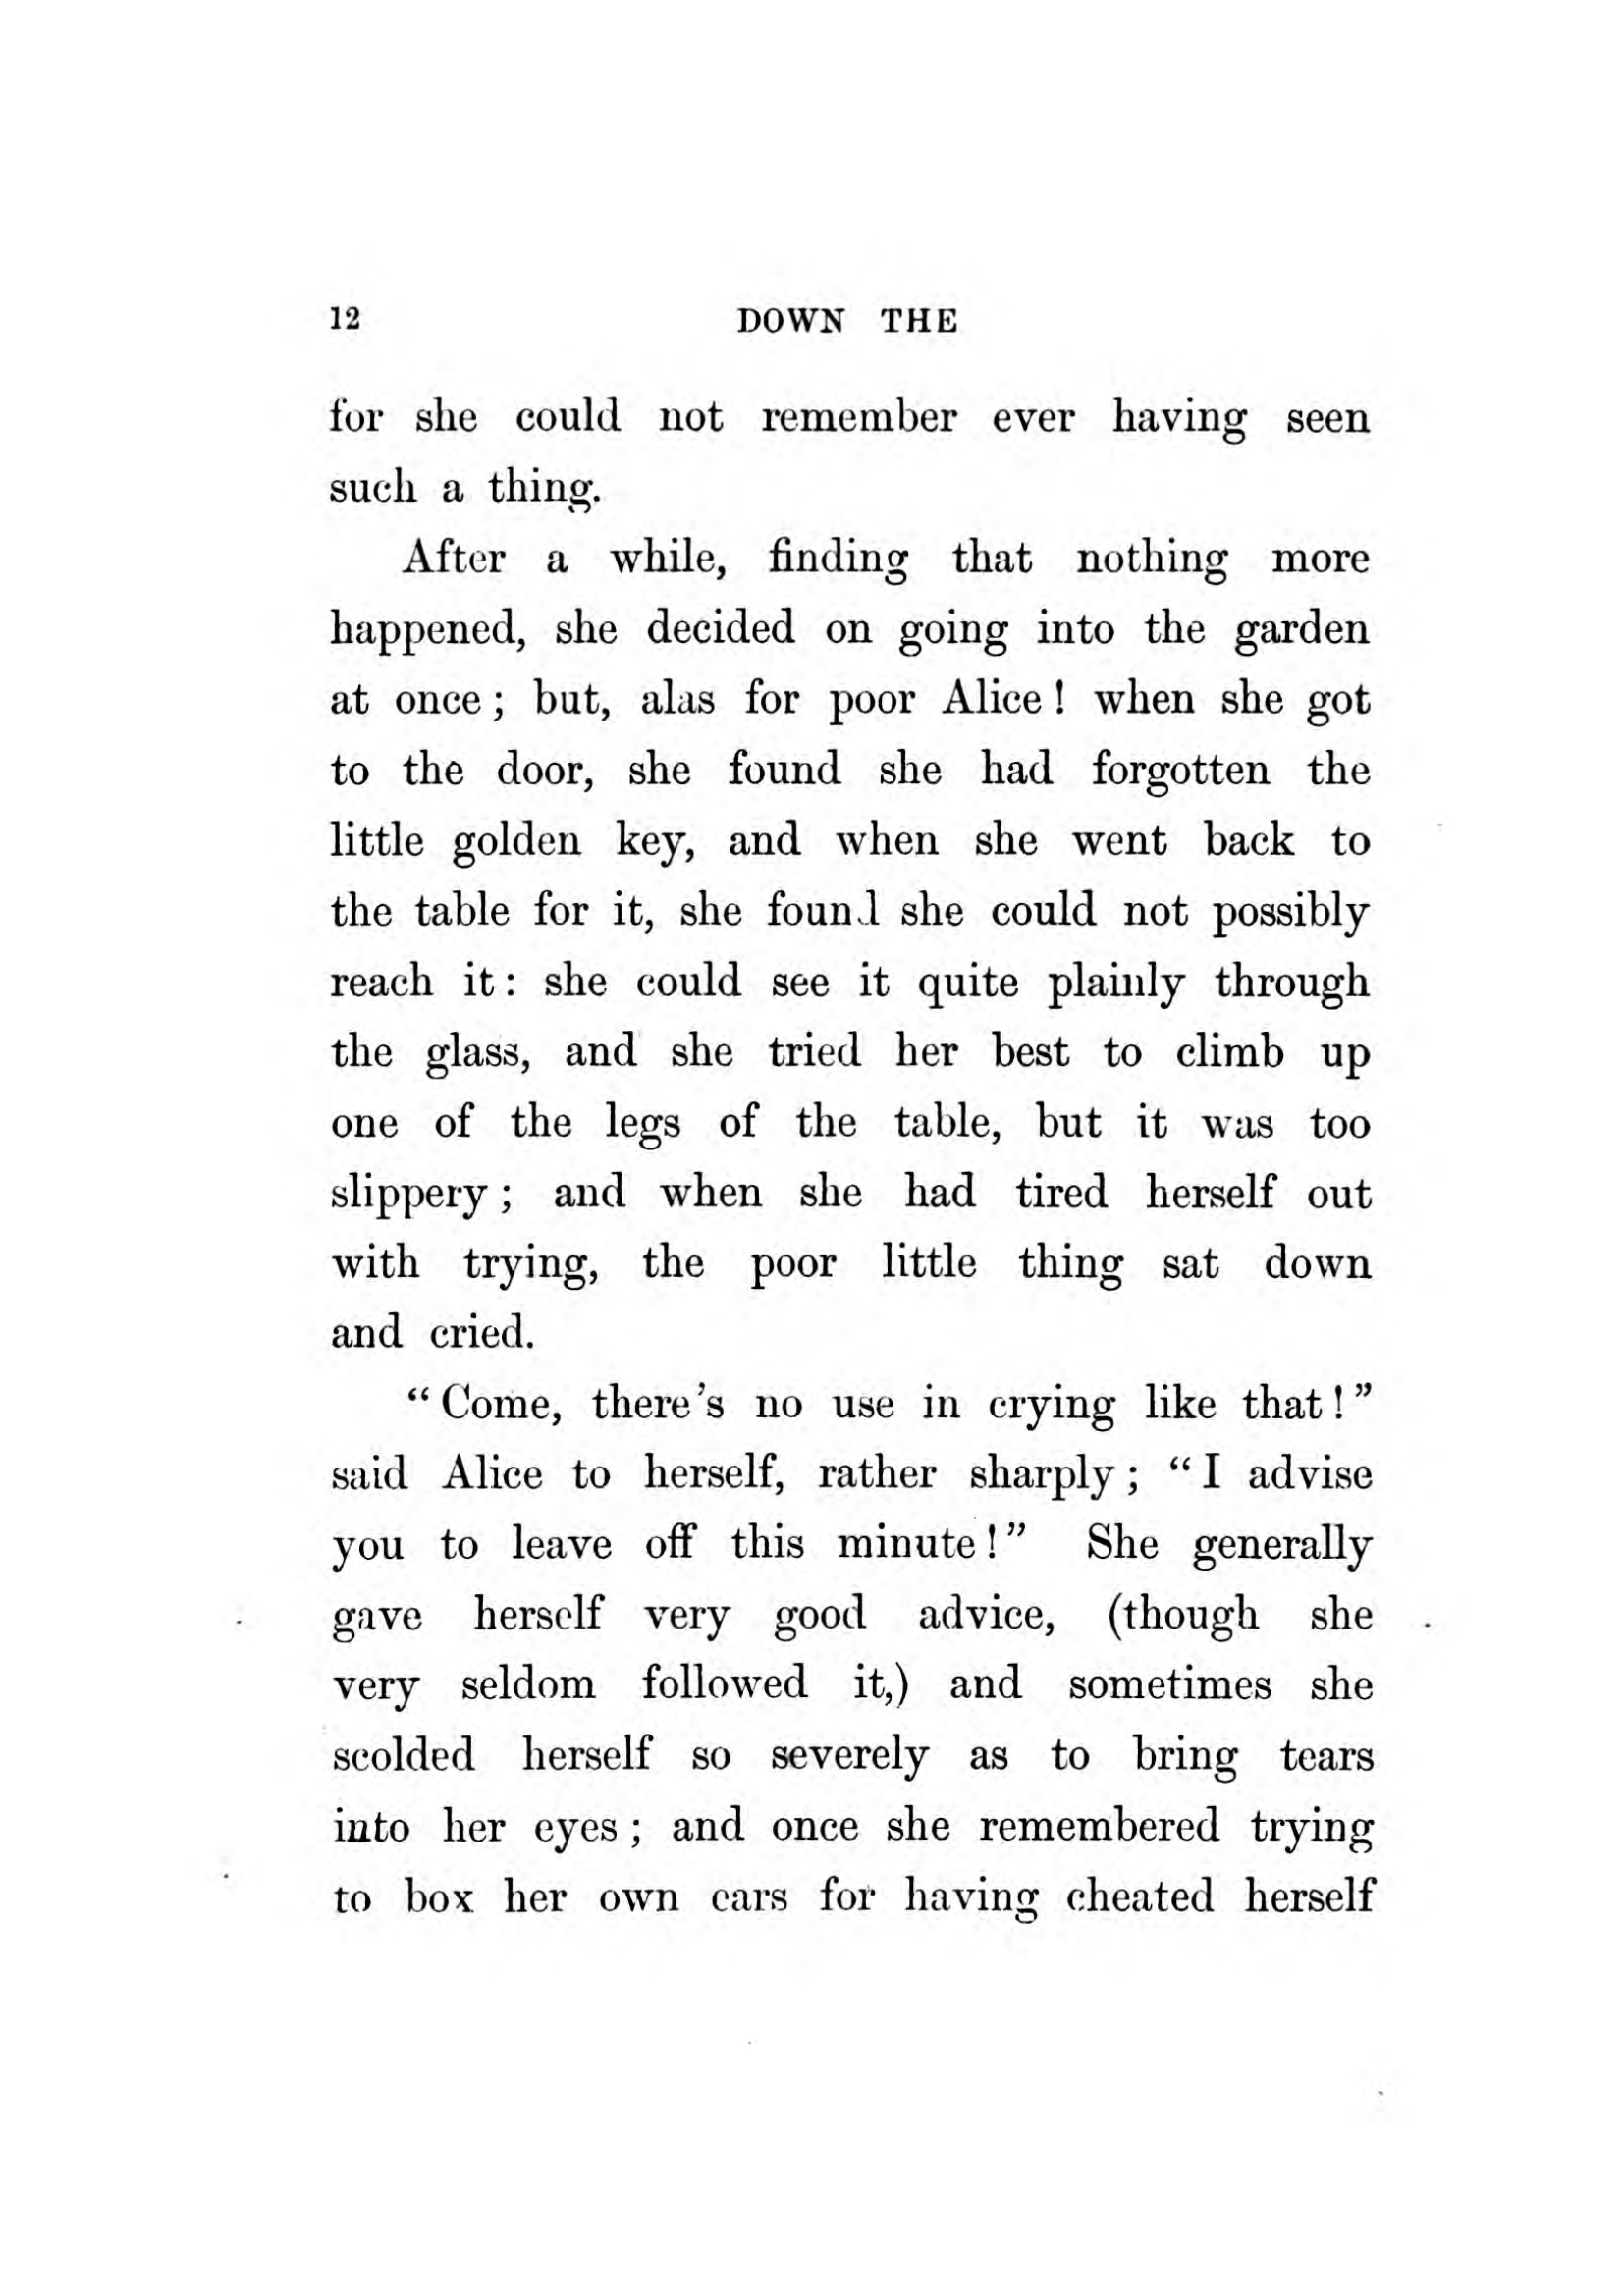 12 DOWN THE
for she could not remember ever having seen
such a thing.
After a while, finding that nothing more
happened, she decided on going into the garden
at once; but, alas for poor Alice! when she got
to the door, she found she had forgotten the
little golden key, and when she went back to
the table for it, she found she could not possibly
reach it: she could see it quite plainly through
the glass, and she tried her best to climb up
one of the legs of the table, but it was too
slippery; and when she had tired herself out
with trying, the poor little thing sat down
and cried.
“Come, there's no use in crying like that!”
said Alice to herself, rather sharply; “I advise
you to leave off this minute!” She generally
gave herself very good advice, (though she
very seldom followed it,) and sometimes she
scolded herself so severely as to bring tears
into her eyes; and once she remembered trying
to box her own ears for having cheated herself